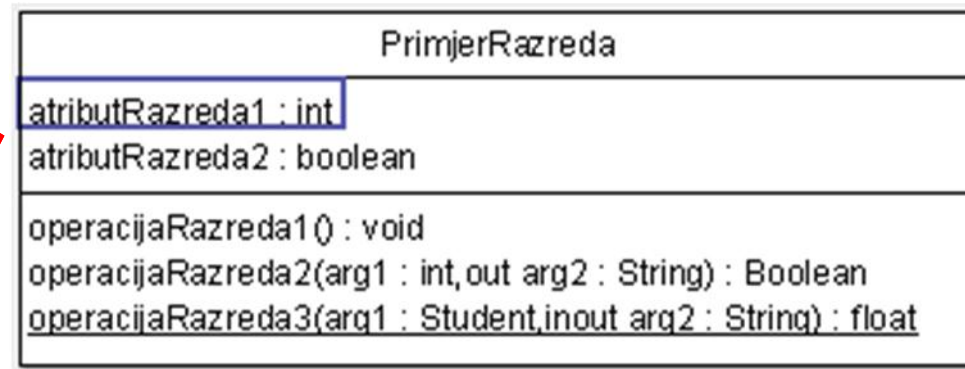 PrimjerRazreda
atributRazreda1 : int
atributRazreda2 : boolean
operacijaRazreda1() : void
operacijaRazreda2(arg1 : int,out arg2 : String) : Boolean
operacijaRazreda3(arg1 : Student,inout arg2 : String) : float